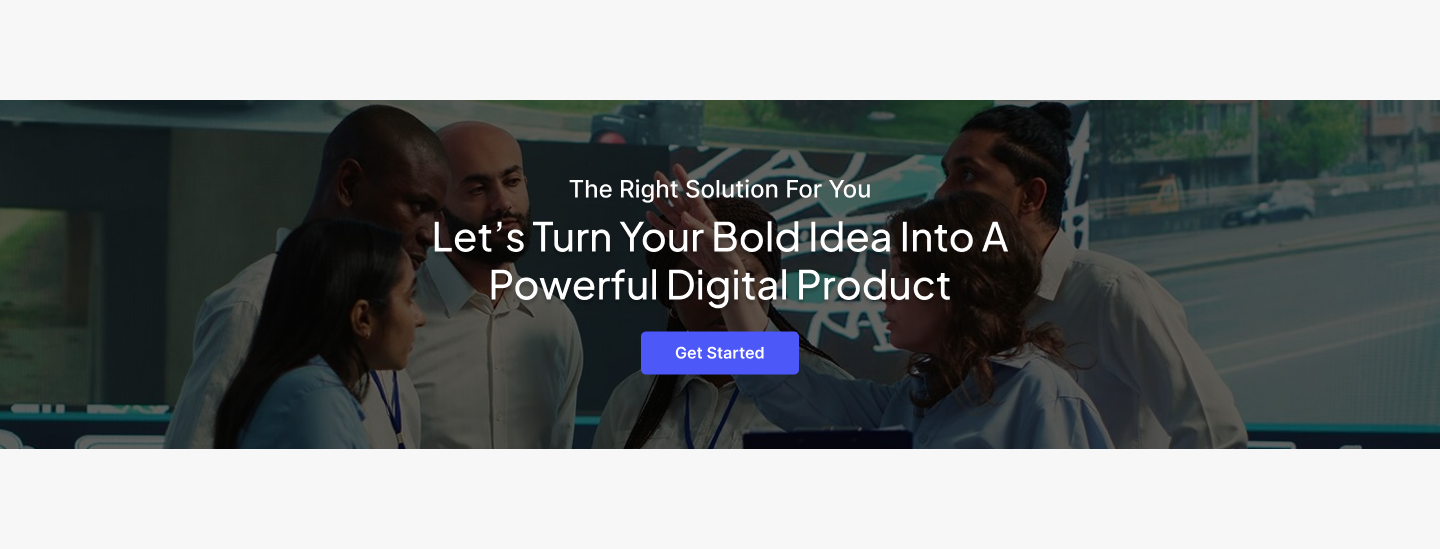 The Right Solution For You
Let’s Turn Your Bold Idea Into A
Powerful Digital Product
Get Started